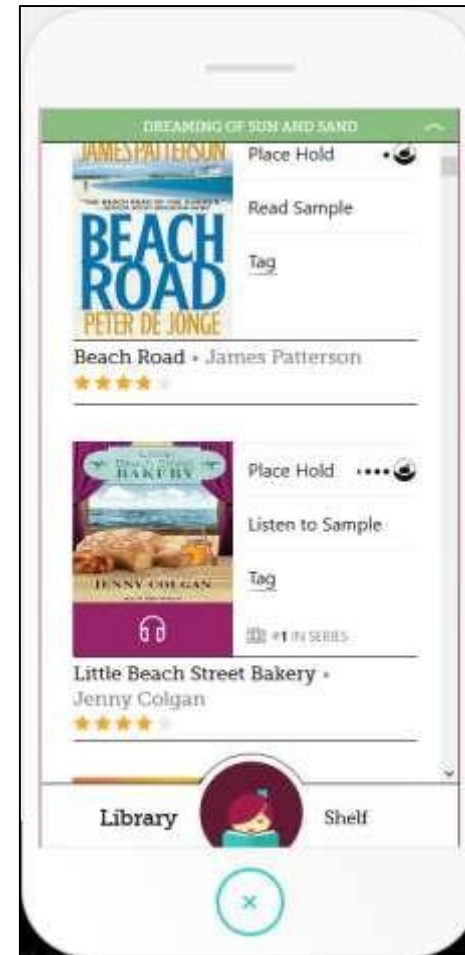 DREAMING OF SUN AND SAND
JAMES PATTERSON
Place Hold
Read Sample
BEACH
ROAD
Tag
PETER DE JONGE
Beach Road • James Patterson
Place Hold
BAKERY
Listen to Sample
JENNY COLGAN
Tag
#1 IN SERIES
Little Beach Street Bakery •
Jenny Colgan
Library
Shelf